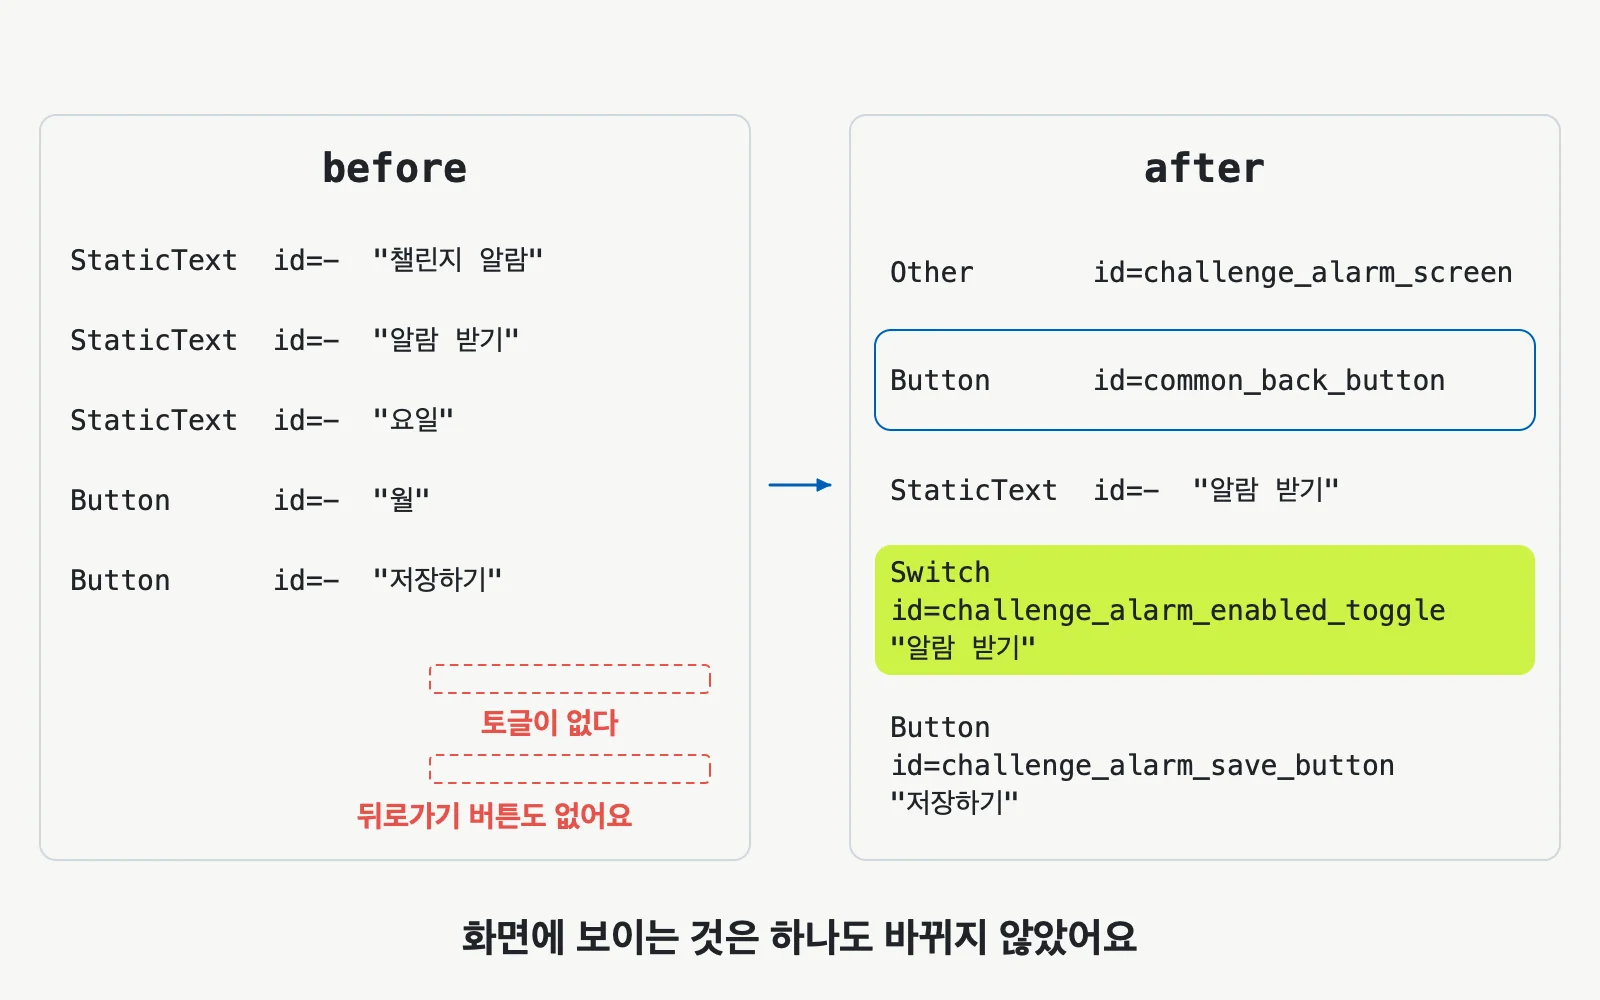 before
StaticText id=- "챌린지 알람"
StaticText id=- "알람 받기"
StaticText id=- "요일"
Button id=- "월"
Button id=- "저장하기"
토글이 없다
뒤로가기 버튼도 없어요
after
Other id=challenge_alarm_screen
Button id=common_back_button
StaticText id=- "알람 받기"
Switch
id=challenge_alarm_enabled_toggle
"알람 받기"
Button
id=challenge_alarm_save_button
"저장하기"
화면에 보이는 것은 하나도 바뀌지 않았어요